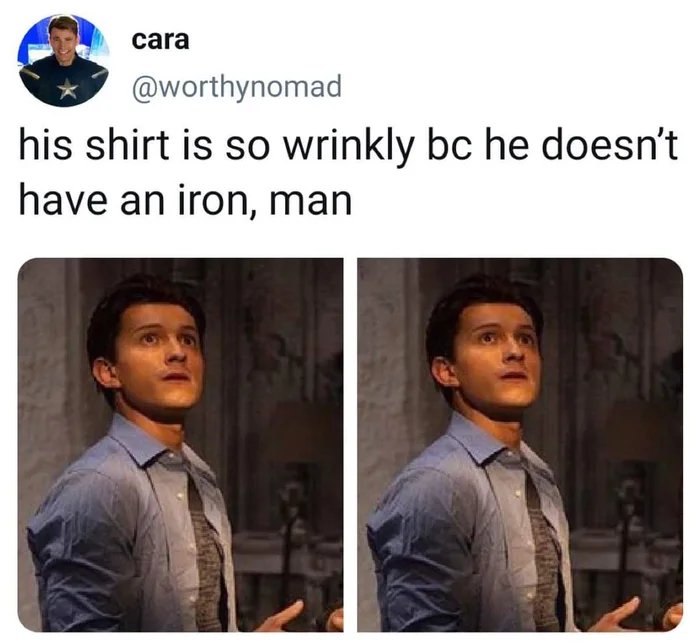 cara
@worthynomad
his shirt is so wrinkly bc he doesn't
have an iron, man